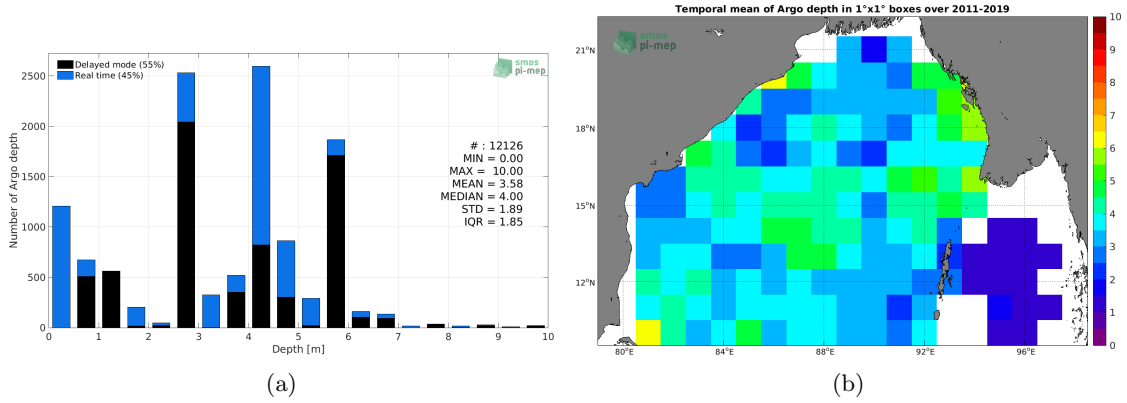 smos
pi-mep
Delayed mode (55%)
Real time (45%)
2500
2000
1500
1000
500
0
Number of Argo depth
# : 12126
MIN = 0.00
MAX = 10.00
MEAN = 3.58
MEDIAN = 4.00
STD = 1.89
IQR = 1.85
0 1 2 3 4 5 6 7 8 9 10
Depth [m]
(a)
Temporal mean of Argo depth in 1°x1° boxes over 2011-2019
smos
pi-mep
21°N
18°N
15°N
12°N
80°E 84°E 88°E 92°E 96°E
10
9
8
7
6
5
4
3
2
1
0
(b)